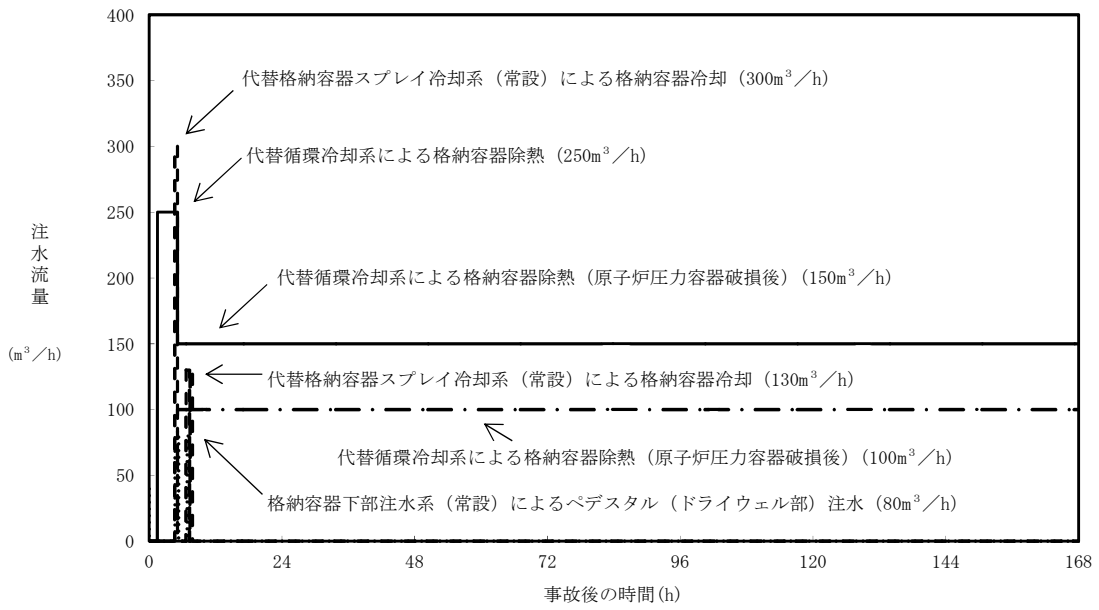 400
350
300
250
200
150
100
50
0
注水流量
(m³／h)
代替格納容器スプレイ冷却系（常設）による格納容器冷却（300m³／h）
代替循環冷却系による格納容器除熱（250m³／h）
代替循環冷却系による格納容器除熱（原子炉圧力容器破損後）（150m³／h）
代替格納容器スプレイ冷却系（常設）による格納容器冷却（130m³／h）
代替循環冷却系による格納容器除熱（原子炉圧力容器破損後）（100m³／h）
格納容器下部注水系（常設）によるペデスタル（ドライウェル部）注水（80m³／h）
0 24 48 72 96 120 144 168
事故後の時間(h)